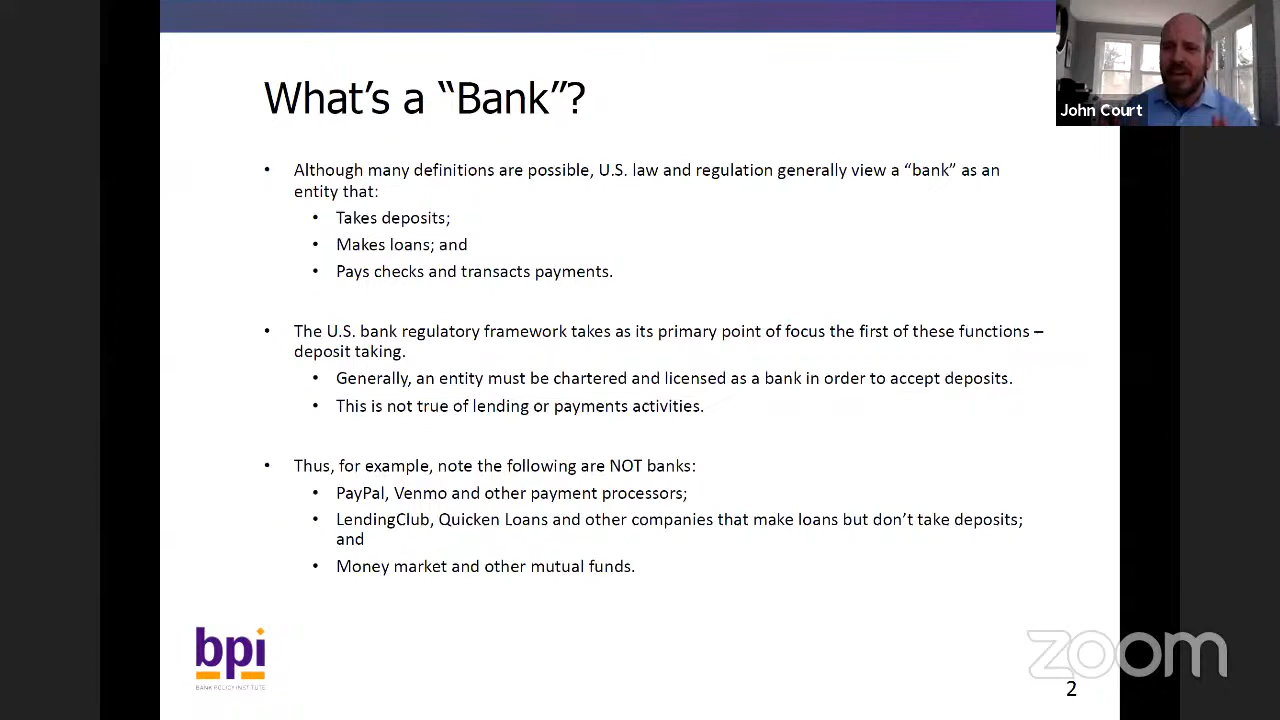 What's a “Bank”?
John Court
• Although many definitions are possible, U.S. law and regulation generally view a “bank” as an
entity that:
• Takes deposits;
• Makes loans; and
• Pays checks and transacts payments.
• The U.S. bank regulatory framework takes as its primary point of focus the first of these functions –
deposit taking.
• Generally, an entity must be chartered and licensed as a bank in order to accept deposits.
• This is not true of lending or payments activities.
• Thus, for example, note the following are NOT banks:
• PayPal, Venmo and other payment processors;
• LendingClub, Quicken Loans and other companies that make loans but don't take deposits;
and
• Money market and other mutual funds.
bpi
BANK POLICY INSTITUTE
zoom
2